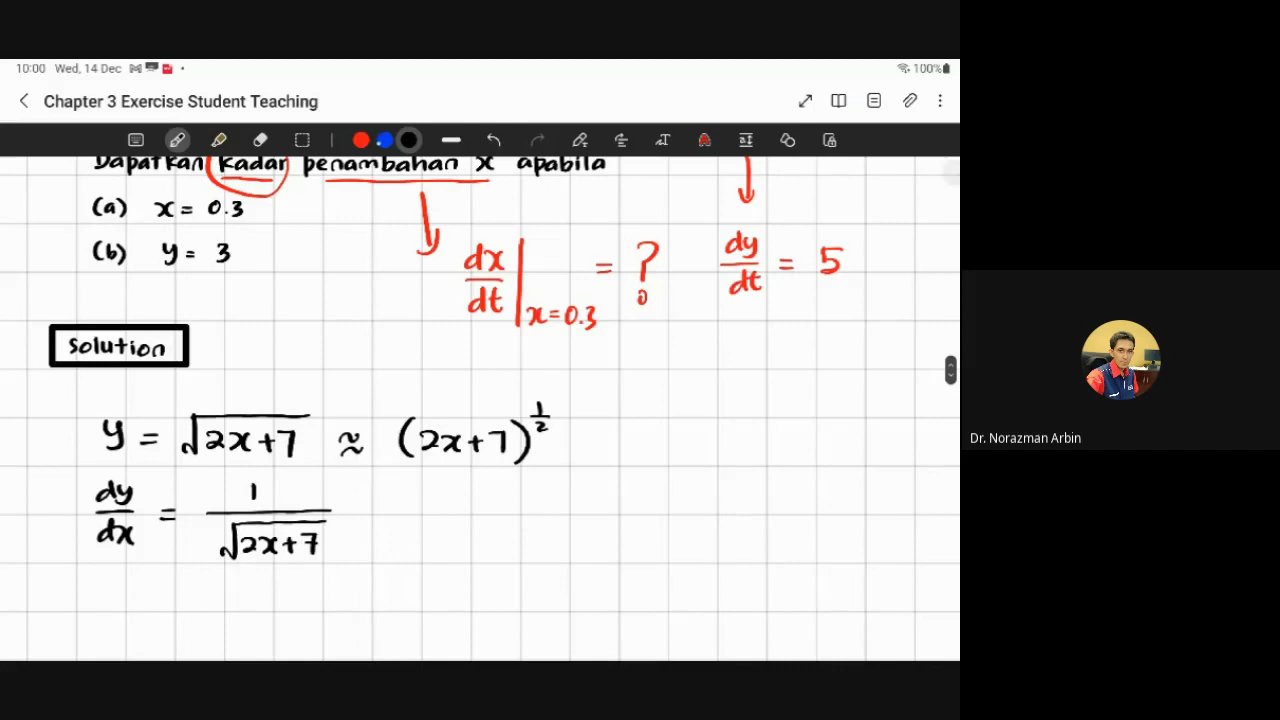 10:00 Wed, 14 Dec
100%
Chapter 3 Exercise Student Teaching
Dapatkan kadar penambahan x apabila
(a) x = 0.3
(b) y = 3
dx/dt | x=0.3 = ?
dy/dt = 5
Solution
y = √(2x+7) ≈ (2x+7)^(1/2)
dy/dx = 1/√(2x+7)
Dr. Norazman Arbin